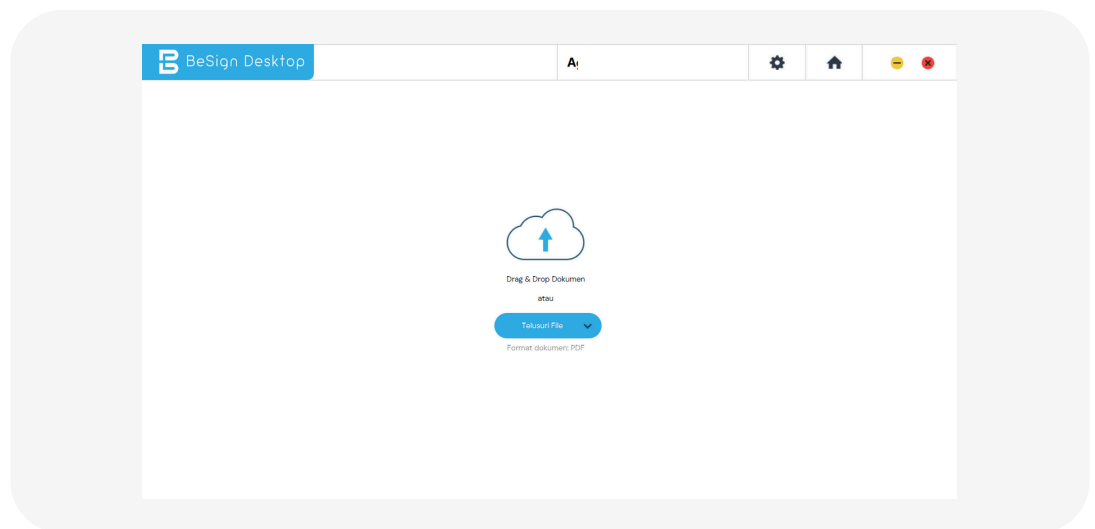 BeSign Desktop
Drag & Drop Dokumen
atau
Telusuri File
Format dokumen: PDF